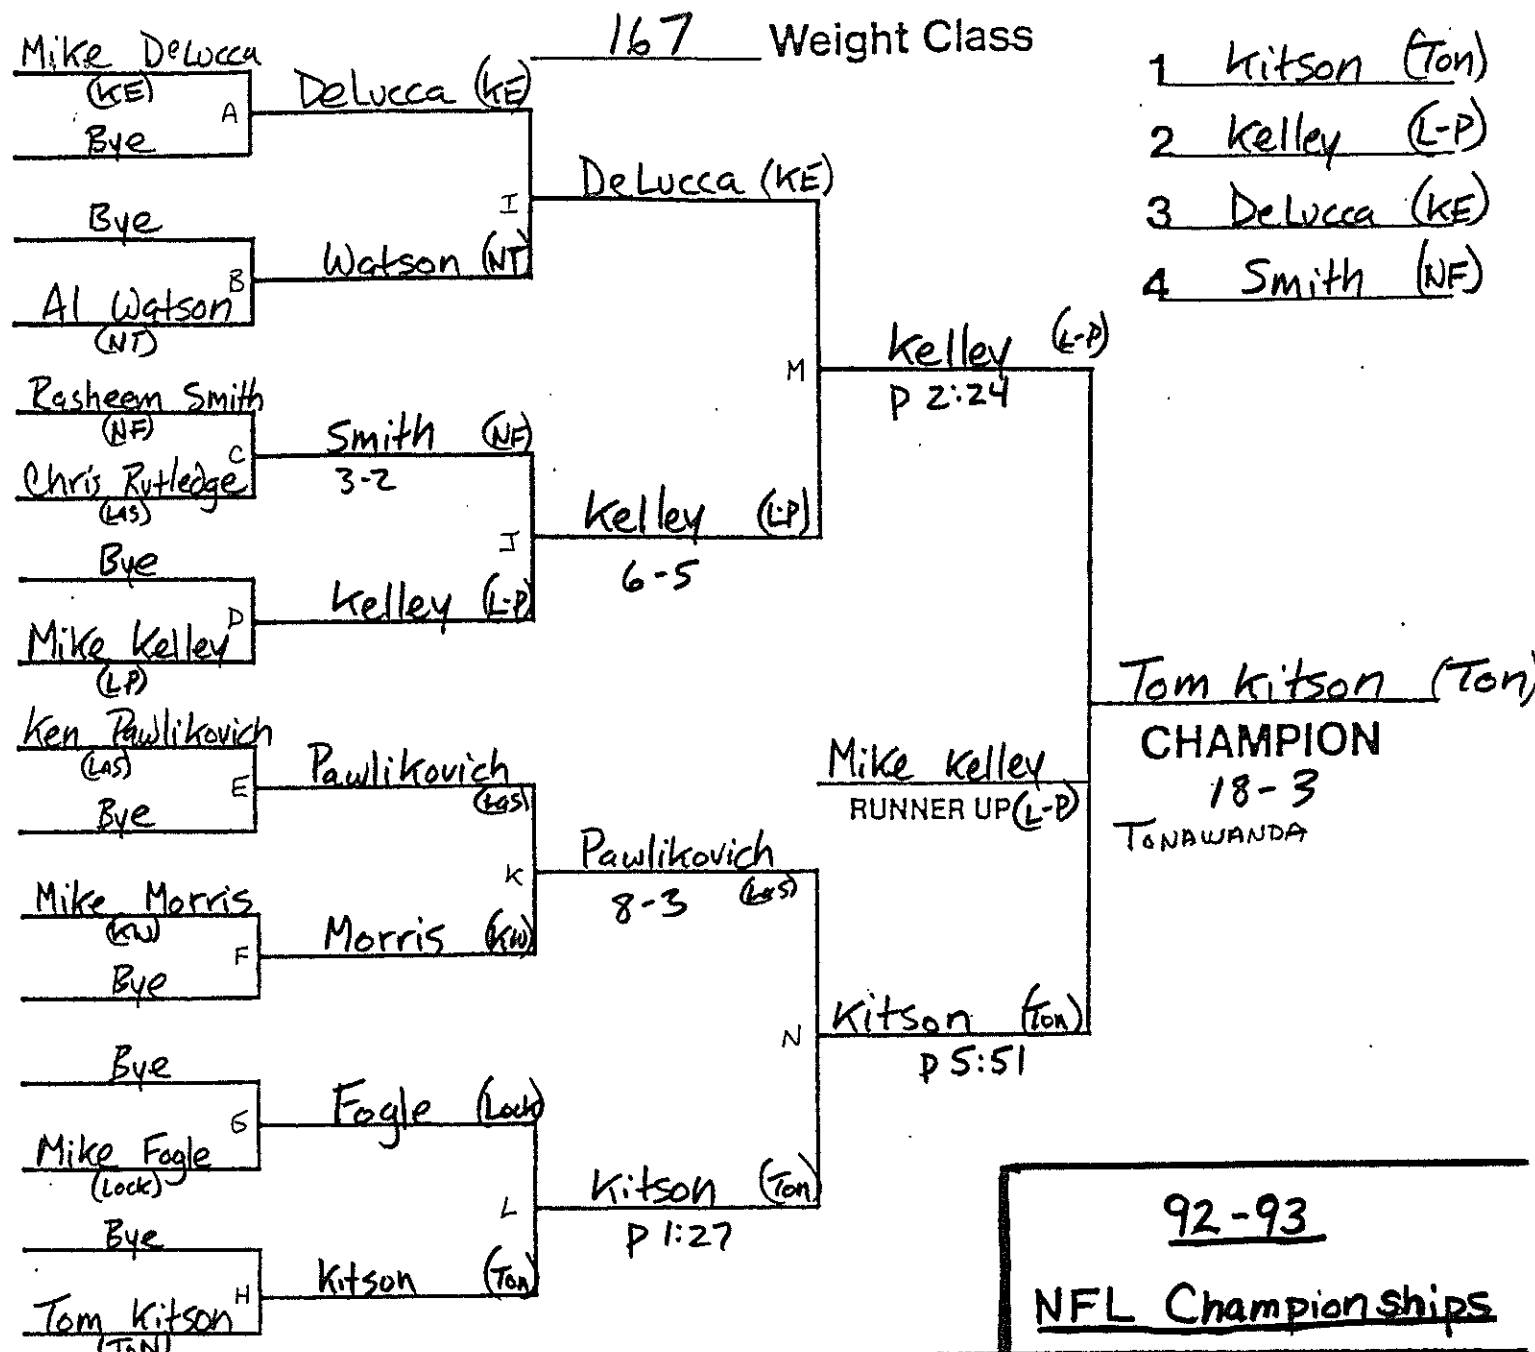 167 Weight Class
1 Kitson (Ton)
2 Kelley (L-P)
3 DeLucca (KE)
4 Smith (NF)
Mike DeLucca
(KE)
A
Bye
DeLucca (KE)
Bye
B
Al Watson
(NT)
Watson (NT)
I
DeLucca (KE)
Rasheem Smith
(NF)
C
Chris Rutledge
(LAS)
Smith (NF)
3-2
Bye
D
Mike Kelley
(LP)
Kelley (L-P)
J
Kelley (L-P)
6-5
M
Kelley (L-P)
p 2:24
Ken Pawlikovich
(LAS)
E
Bye
Pawlikovich
(Las)
Mike Morris
(KW)
F
Bye
Morris (KW)
K
Pawlikovich
8-3 (Las)
Bye
G
Mike Fogle
(Lock)
Fogle (Lock)
Bye
H
Tom Kitson
(TON)
Kitson (Ton)
L
Kitson (Ton)
p 1:27
N
Kitson (Ton)
p 5:51
Mike Kelley
RUNNER UP (L-P)
Tom Kitson (Ton)
CHAMPION
18-3
TONAWANDA
92-93
NFL Championships